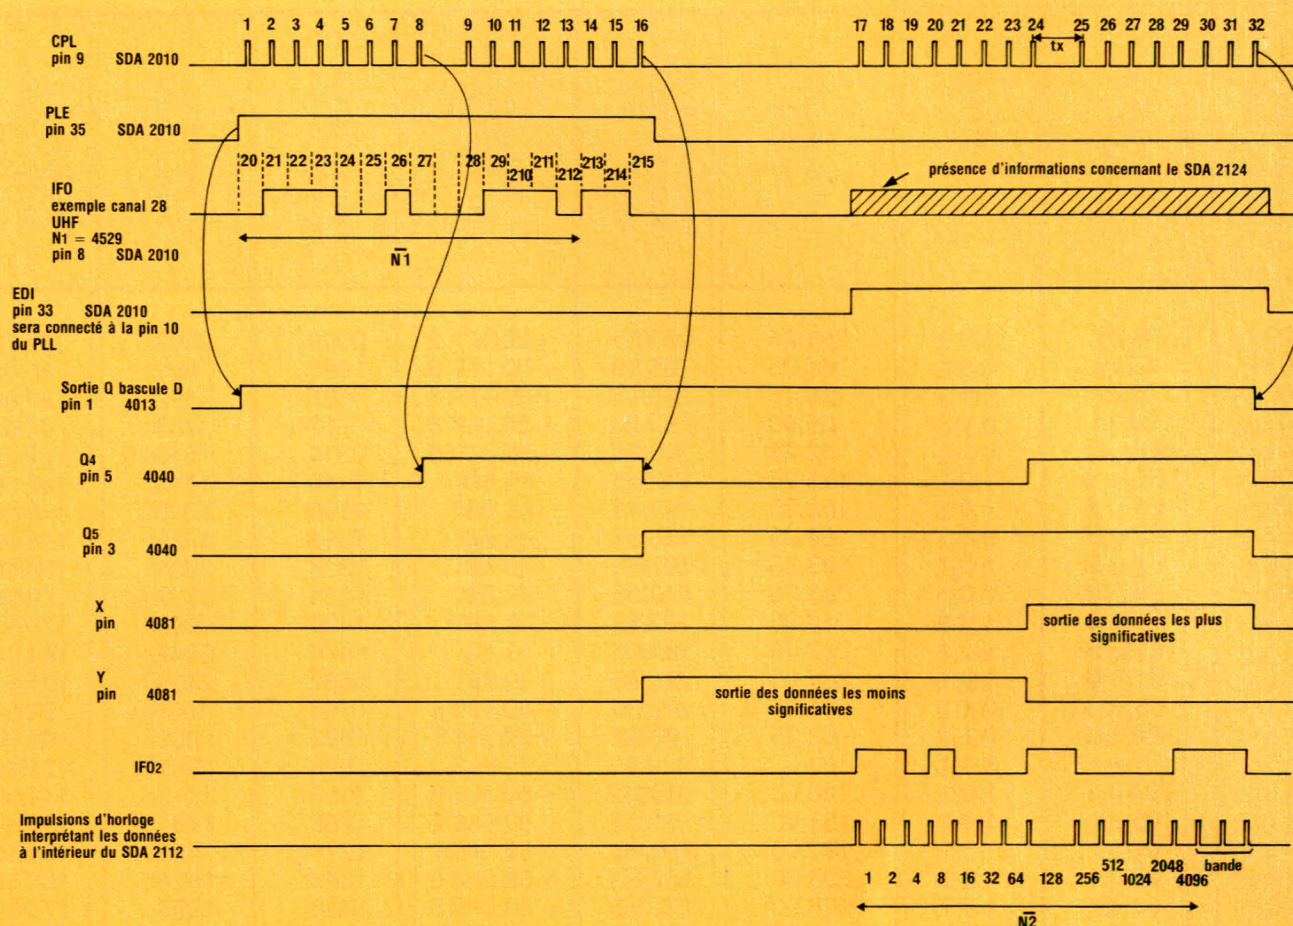 1 2 3 4 5 6 7 8 9 10 11 12 13 14 15 16 17 18 19 20 21 22 23 24 25 26 27 28 29 30 31 32
CPL
pin 9 SDA 2010
tx
PLE
pin 35 SDA 2010
20 21 22 23 24 25 26 27 28 29 210 211 212 213 214 215
présence d'informations concernant le SDA 2124
IFO
exemple canal 28
UHF
N1 = 4529
pin 8 SDA 2010
N̅1̅
EDI
pin 33 SDA 2010
sera connecté à la pin 10
du PLL
Sortie Q bascule D
pin 1 4013
Q4
pin 5 4040
Q5
pin 3 4040
X
pin 4081
sortie des données les plus
significatives
Y
pin 4081
sortie des données les moins
significatives
IFO2
Impulsions d'horloge
interprétant les données
à l'intérieur du SDA 2112
1 2 4 8 16 32 64 128 256 512 1024 2048 4096 bande
N̅2̅